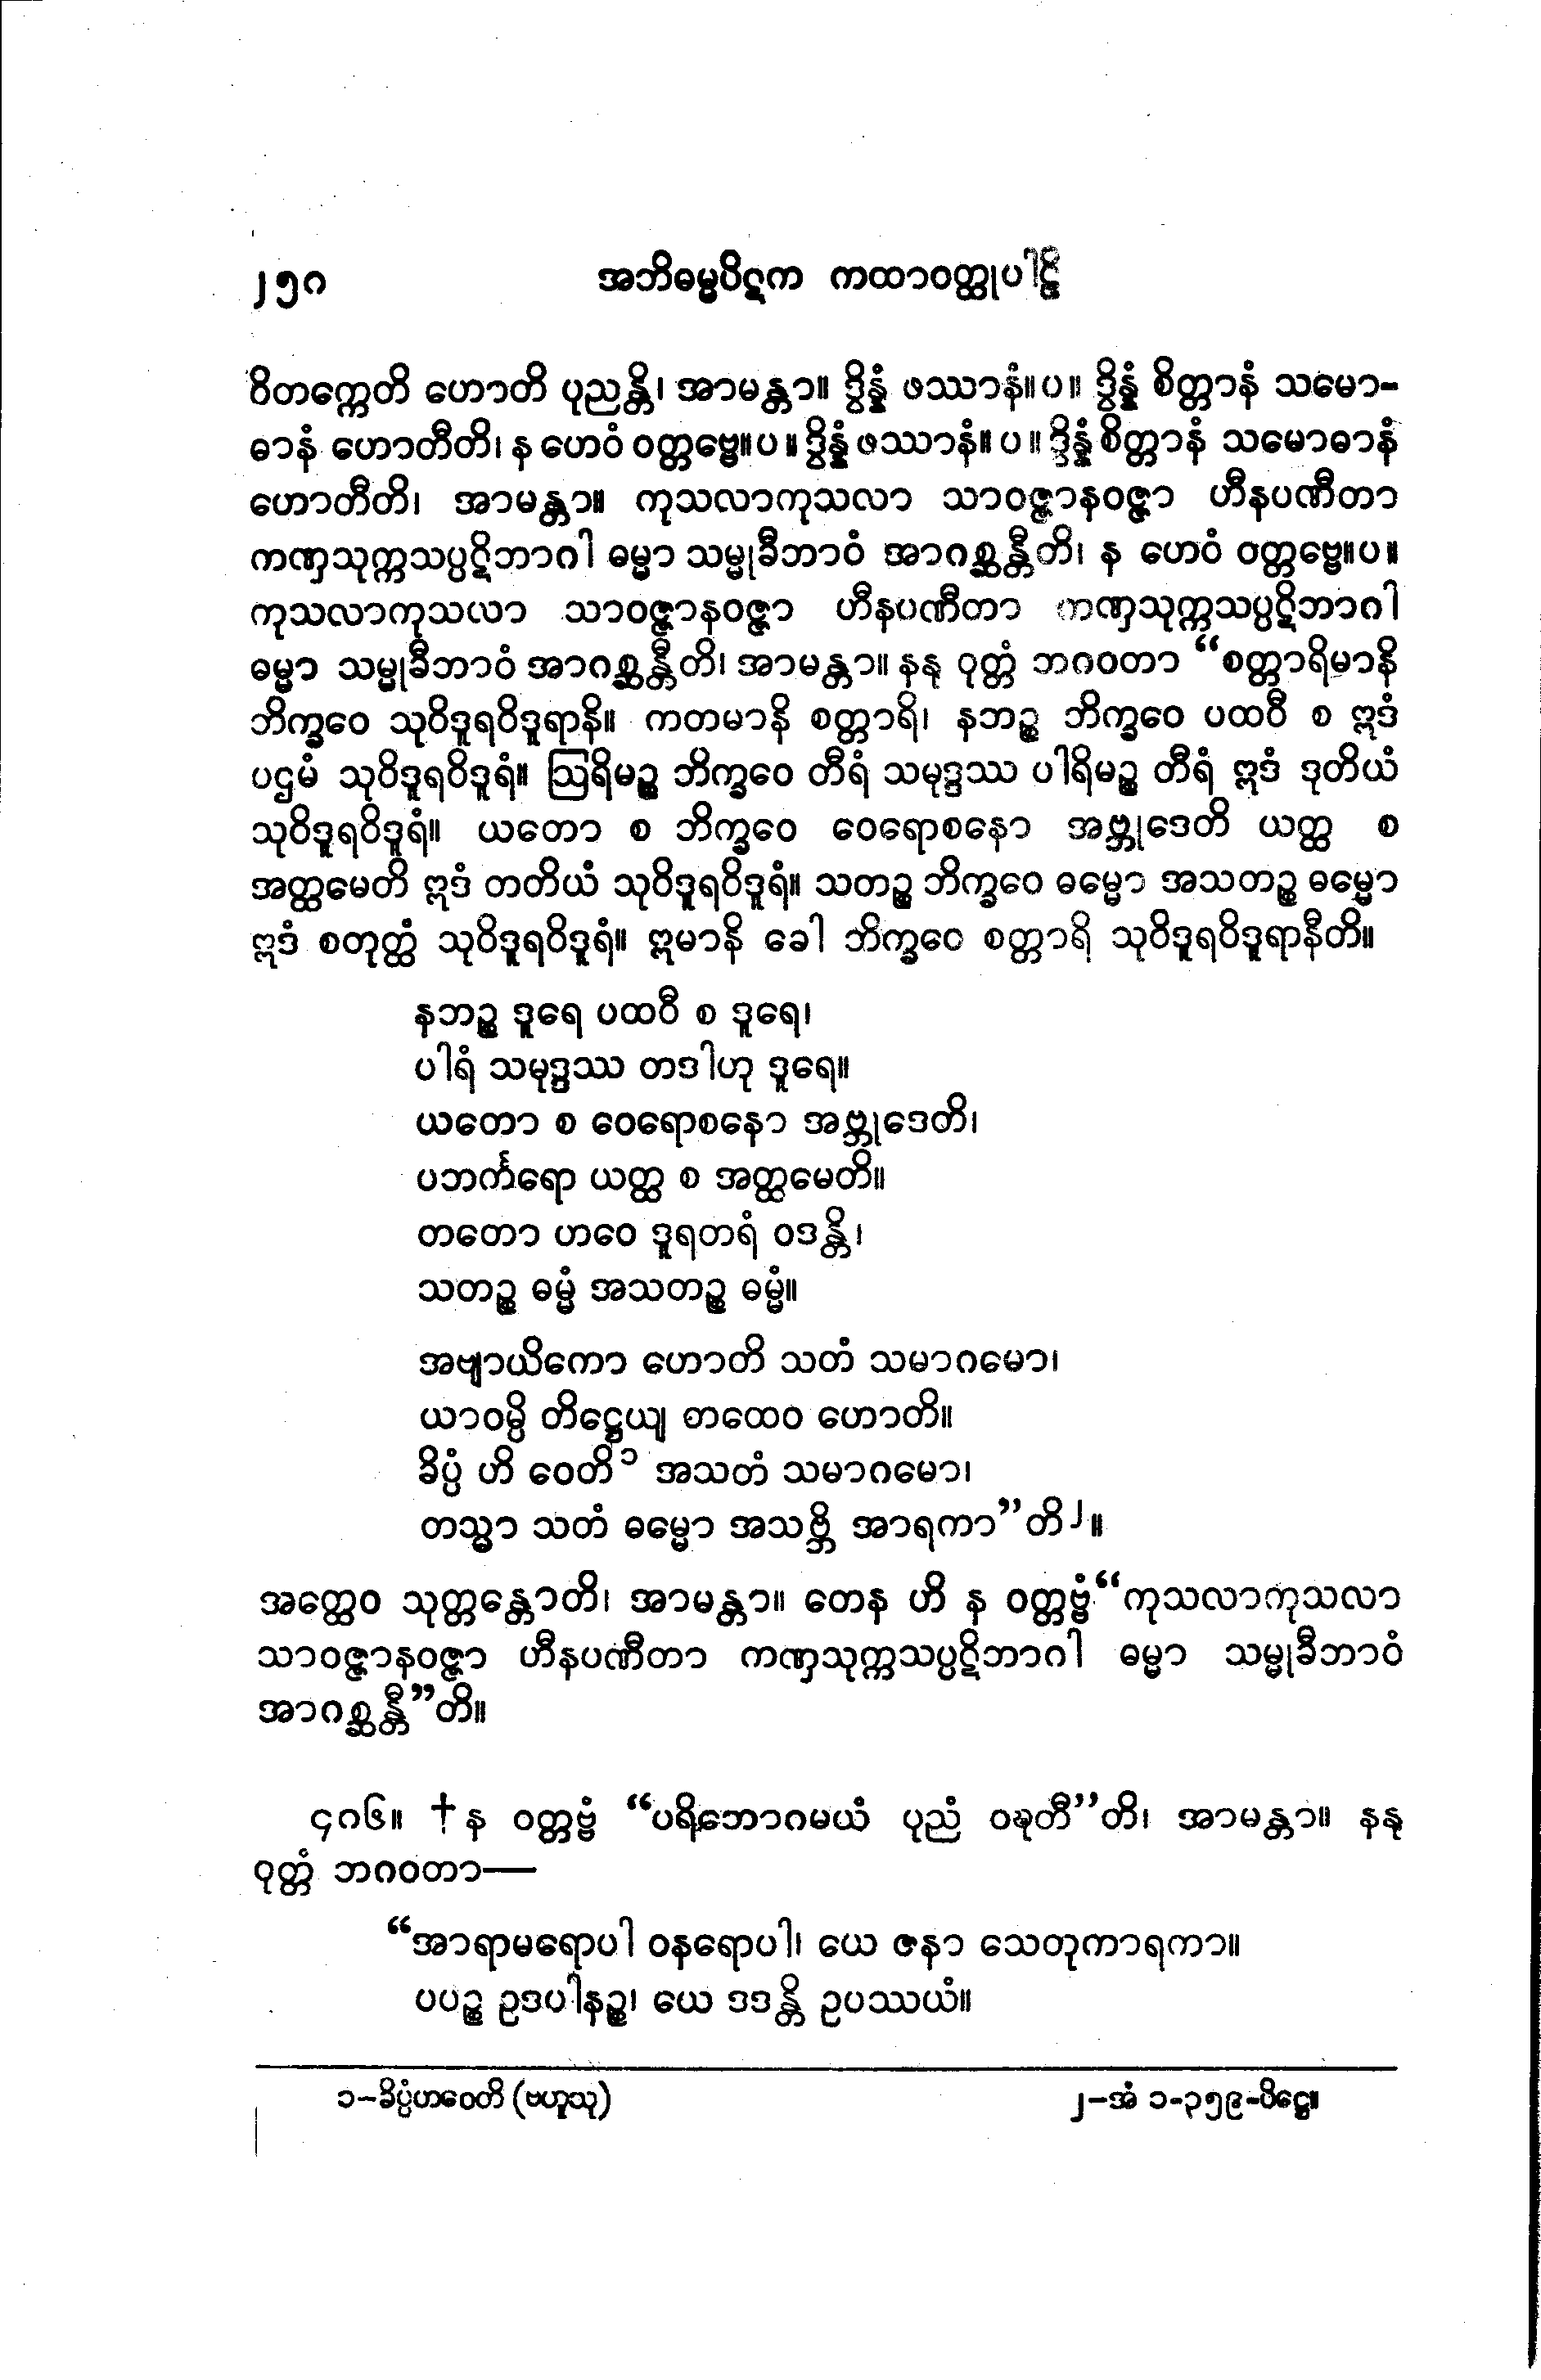 ၂၅၀ အဘိဓမ္မပိဋက ကထာဝတ္ထုပါဠိ
ဝိတက္ကေတိ ဟောတိ ပုညန္တိ၊ အာမန္တာ။ ဒွိန္နံ ဖဿာနံ။ပ။ ဒွိန္နံ စိတ္တာနံ သမော-
ဓာနံ ဟောတီတိ၊ န ဟေဝံ ဝတ္တဗ္ဗေ။ပ။ ဒွိန္နံ ဖဿာနံ။ပ။ ဒွိန္နံ စိတ္တာနံ သမောဓာနံ
ဟောတီတိ၊ အာမန္တာ။ ကုသလာကုသလာ သာဝဇ္ဇာနဝဇ္ဇာ ဟီနပဏီတာ
ကဏှသုက္ကသပ္ပဋိဘာဂါ ဓမ္မာ သမ္မုခီဘာဝံ အာဂစ္ဆန္တီတိ၊ န ဟေဝံ ဝတ္တဗ္ဗေ။ပ။
ကုသလာကုသလာ သာဝဇ္ဇာနဝဇ္ဇာ ဟီနပဏီတာ ကဏှသုက္ကသပ္ပဋိဘာဂါ
ဓမ္မာ သမ္မုခီဘာဝံ အာဂစ္ဆန္တီတိ၊ အာမန္တာ။ နနု ဝုတ္တံ ဘဂဝတာ “စတ္တာရိမာနိ
ဘိက္ခဝေ သုဝိဒူရဝိဒူရာနိ။ ကတမာနိ စတ္တာရိ၊ နဘဉ္စ ဘိက္ခဝေ ပထဝီ စ ဣဒံ
ပဌမံ သုဝိဒူရဝိဒူရံ။ ဩရိမဉ္စ ဘိက္ခဝေ တီရံ သမုဒ္ဒဿ ပါရိမဉ္စ တီရံ ဣဒံ ဒုတိယံ
သုဝိဒူရဝိဒူရံ။ ယတော စ ဘိက္ခဝေ ဝေရောစနော အဗ္ဘုဒေတိ ယတ္ထ စ
အတ္ထမေတိ ဣဒံ တတိယံ သုဝိဒူရဝိဒူရံ။ သတဉ္စ ဘိက္ခဝေ ဓမ္မော အသတဉ္စ ဓမ္မော
ဣဒံ စတုတ္ထံ သုဝိဒူရဝိဒူရံ။ ဣမာနိ ခေါ ဘိက္ခဝေ စတ္တာရိ သုဝိဒူရဝိဒူရာနီတိ။
နဘဉ္စ ဒူရေ ပထဝီ စ ဒူရေ၊
ပါရံ သမုဒ္ဒဿ တဒါဟု ဒူရေ။
ယတော စ ဝေရောစနော အဗ္ဘုဒေတိ၊
ပဘင်္ကရော ယတ္ထ စ အတ္ထမေတိ။
တတော ဟဝေ ဒူရတရံ ဝဒန္တိ၊
သတဉ္စ ဓမ္မံ အသတဉ္စ ဓမ္မံ။
အဗျာယိကော ဟောတိ သတံ သမာဂမော၊
ယာဝမ္ပိ တိဋ္ဌေယျ တထေဝ ဟောတိ။
ခိပ္ပံ ဟိ ဝေတိ ၁ အသတံ သမာဂမော၊
တသ္မာ သတံ ဓမ္မော အသဗ္ဘိ အာရကာ”တိ ၂။
အတ္ထေဝ သုတ္တန္တောတိ၊ အာမန္တာ။ တေန ဟိ န ဝတ္တဗ္ဗံ “ကုသလာကုသလာ
သာဝဇ္ဇာနဝဇ္ဇာ ဟီနပဏီတာ ကဏှသုက္ကသပ္ပဋိဘာဂါ ဓမ္မာ သမ္မုခီဘာဝံ
အာဂစ္ဆန္တီ”တိ။
၄၈၆။ † န ဝတ္တဗ္ဗံ “ပရိဘောဂမယံ ပုညံ ဝဍ္ဎတီ”တိ၊ အာမန္တာ။ နနု
ဝုတ္တံ ဘဂဝတာ—
“အာရာမရောပါ ဝနရောပါ၊ ယေ ဇနာ သေတုကာရကာ။
ပပဉ္စ ဥဒပါနဉ္စ၊ ယေ ဒဒန္တိ ဥပဿယံ။
၁-ခိပ္ပံဟဝေတိ (ဗဟူသု) ၂-အံ ၁-၃၅၉-ပိဋ္ဌေ။